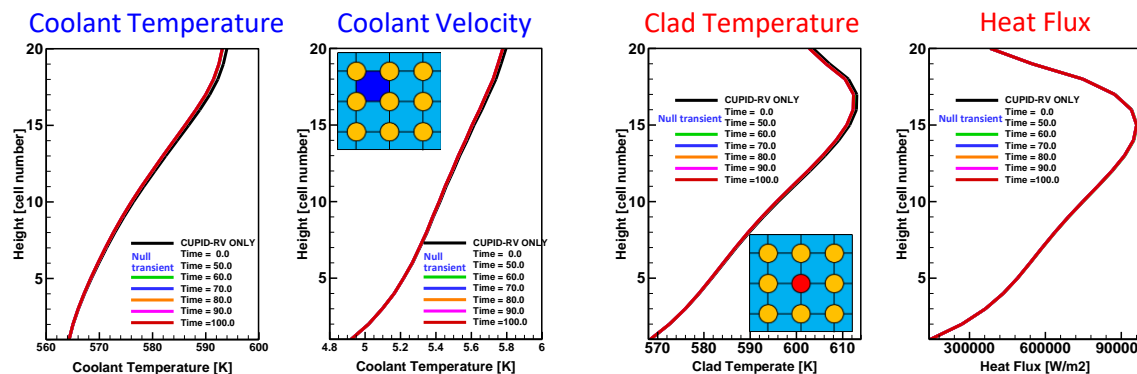 Coolant Temperature
20
15
10
5
Height [cell number]
CUPID-RV ONLY
Null transient
Time = 0.0
Time = 50.0
Time = 60.0
Time = 70.0
Time = 80.0
Time = 90.0
Time =100.0
560 570 580 590 600
Coolant Temperature [K]
Coolant Velocity
20
15
10
5
Height [cell number]
CUPID-RV ONLY
Null transient
Time = 0.0
Time = 50.0
Time = 60.0
Time = 70.0
Time = 80.0
Time = 90.0
Time =100.0
4.8 5 5.2 5.4 5.6 5.8 6
Coolant Temperature [K]
Clad Temperature
20
15
10
5
Height [cell number]
CUPID-RV ONLY
Time = 0.0
Null transient Time = 50.0
Time = 60.0
Time = 70.0
Time = 80.0
Time = 90.0
Time =100.0
570 580 590 600 610
Clad Temperate [K]
Heat Flux
20
15
10
5
Height [cell number]
CUPID-RV ONLY
Time = 0.0
Null transient Time = 50.0
Time = 60.0
Time = 70.0
Time = 80.0
Time = 90.0
Time =100.0
300000 600000 900000
Heat Flux [W/m2]